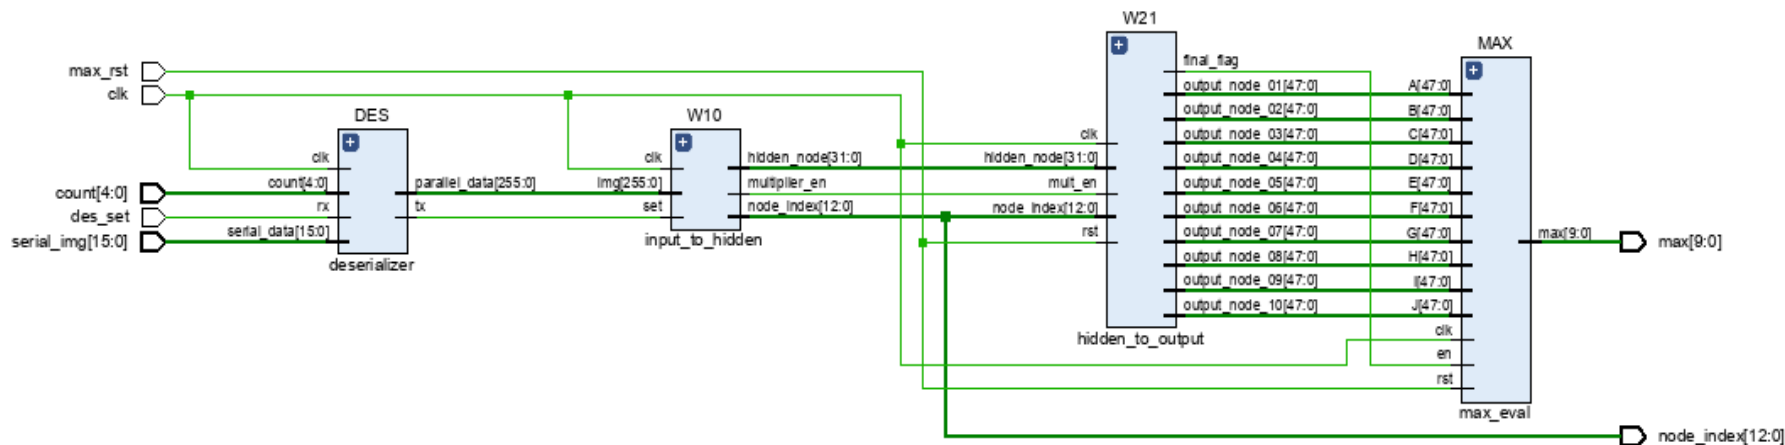 max_rst
clk
count[4:0]
des_set
serial_img[15:0]
DES
clk
count[4:0]
rx
serial_data[15:0]
parallel_data[255:0]
tx
deserializer
W10
clk
img[255:0]
set
hidden_node[31:0]
multiplier_en
node_index[12:0]
input_to_hidden
W21
clk
hidden_node[31:0]
mult_en
node_index[12:0]
rst
final_flag
output_node_01[47:0]
output_node_02[47:0]
output_node_03[47:0]
output_node_04[47:0]
output_node_05[47:0]
output_node_06[47:0]
output_node_07[47:0]
output_node_08[47:0]
output_node_09[47:0]
output_node_10[47:0]
hidden_to_output
MAX
A[47:0]
B[47:0]
C[47:0]
D[47:0]
E[47:0]
F[47:0]
G[47:0]
H[47:0]
I[47:0]
J[47:0]
clk
en
rst
max[9:0]
max_eval
max[9:0]
node_index[12:0]